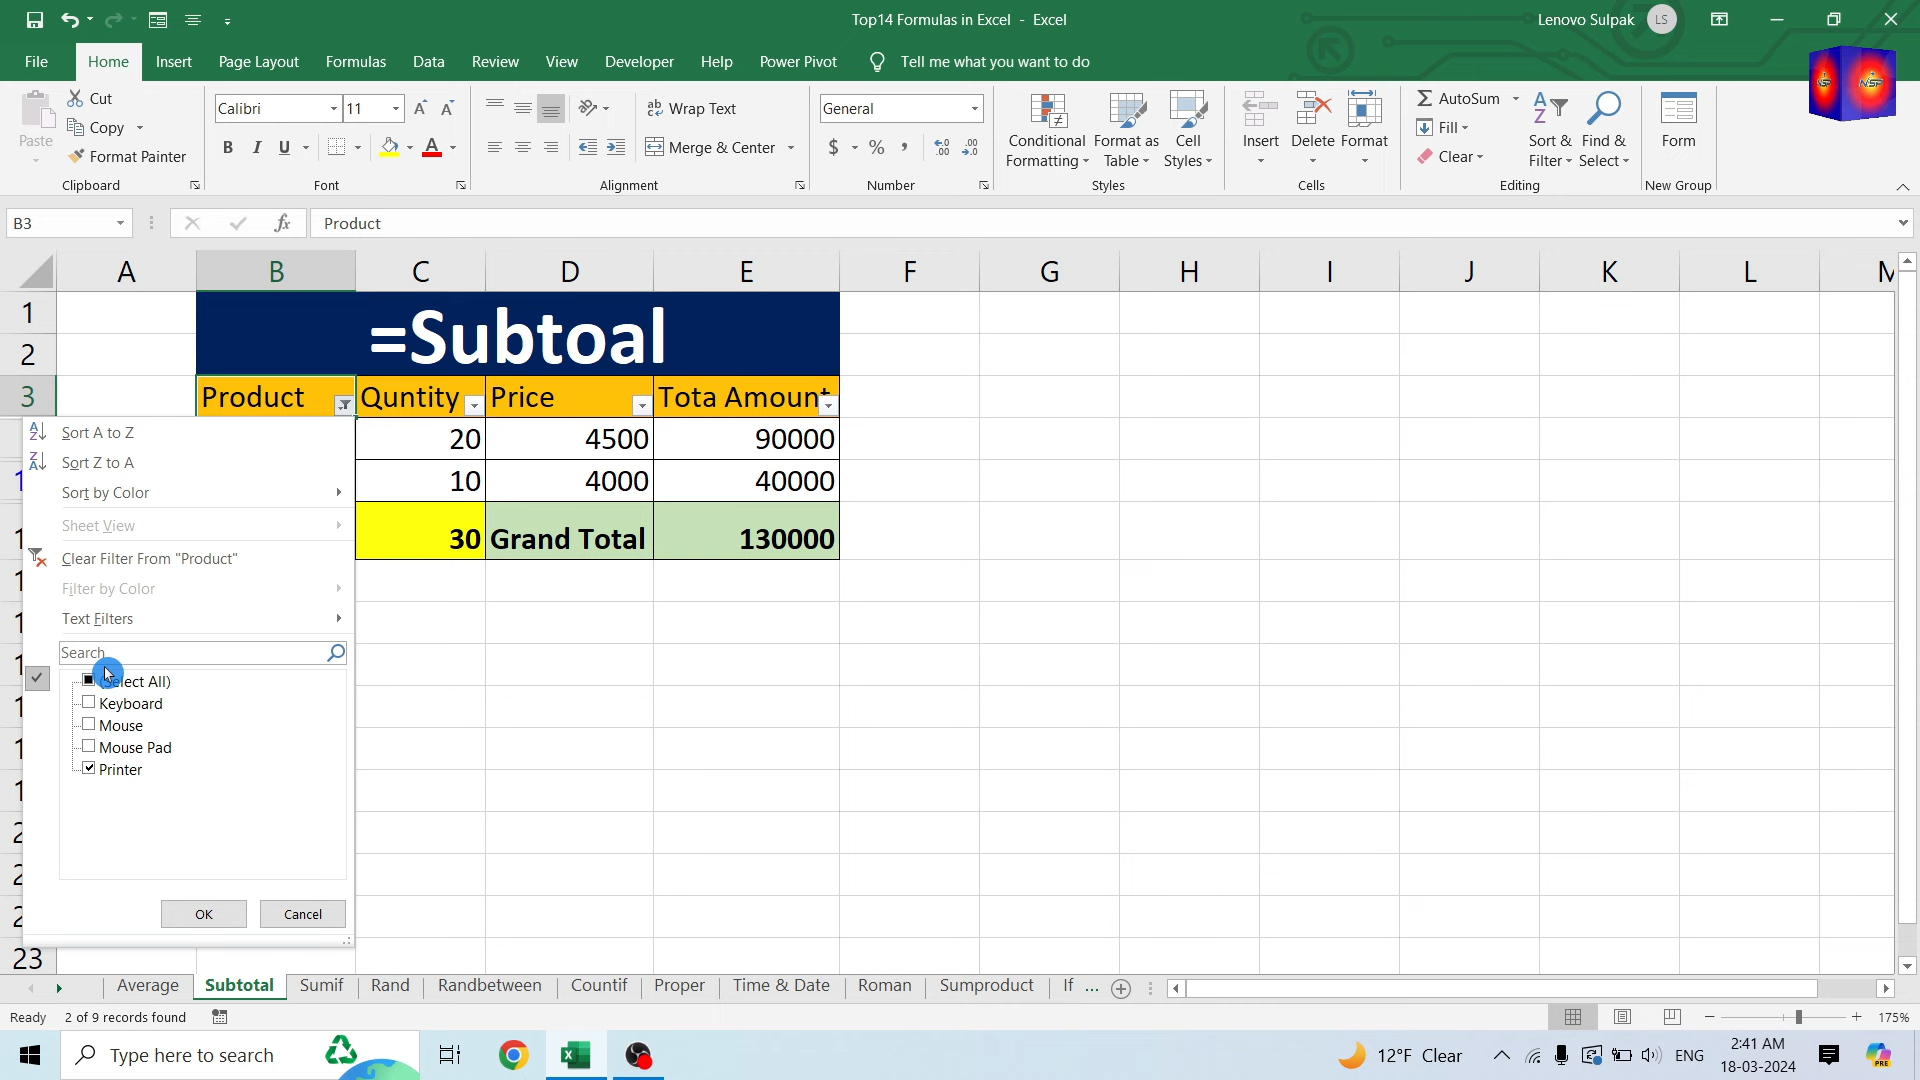 Top14 Formulas in Excel - Excel
Lenovo Sulpak LS
File Home Insert Page Layout Formulas Data Review View Developer Help Power Pivot Tell me what you want to do
NSP NSP
Paste
Cut
Copy
Format Painter
Clipboard
Calibri 11
B I U A
Font
Wrap Text
Merge & Center
Alignment
General
$ % ,
Number
Conditional Formatting
Format as Table
Cell Styles
Styles
Insert Delete Format
Cells
AutoSum
Fill
Clear
Sort & Filter
Find & Select
Editing
Form
New Group
B3 fx Product
A B C D E F G H I J K L M
1 =Subtoal
2
3 Product Quntity Price Tota Amount
20 4500 90000
10 4000 40000
30 Grand Total 130000
Sort A to Z
Sort Z to A
Sort by Color
Sheet View
Clear Filter From "Product"
Filter by Color
Text Filters
Search
(Select All)
Keyboard
Mouse
Mouse Pad
Printer
OK Cancel
23
Average Subtotal Sumif Rand Randbetween Countif Proper Time & Date Roman Sumproduct If ...
Ready 2 of 9 records found 175%
Type here to search
12°F Clear
ENG
2:41 AM
18-03-2024
PRE